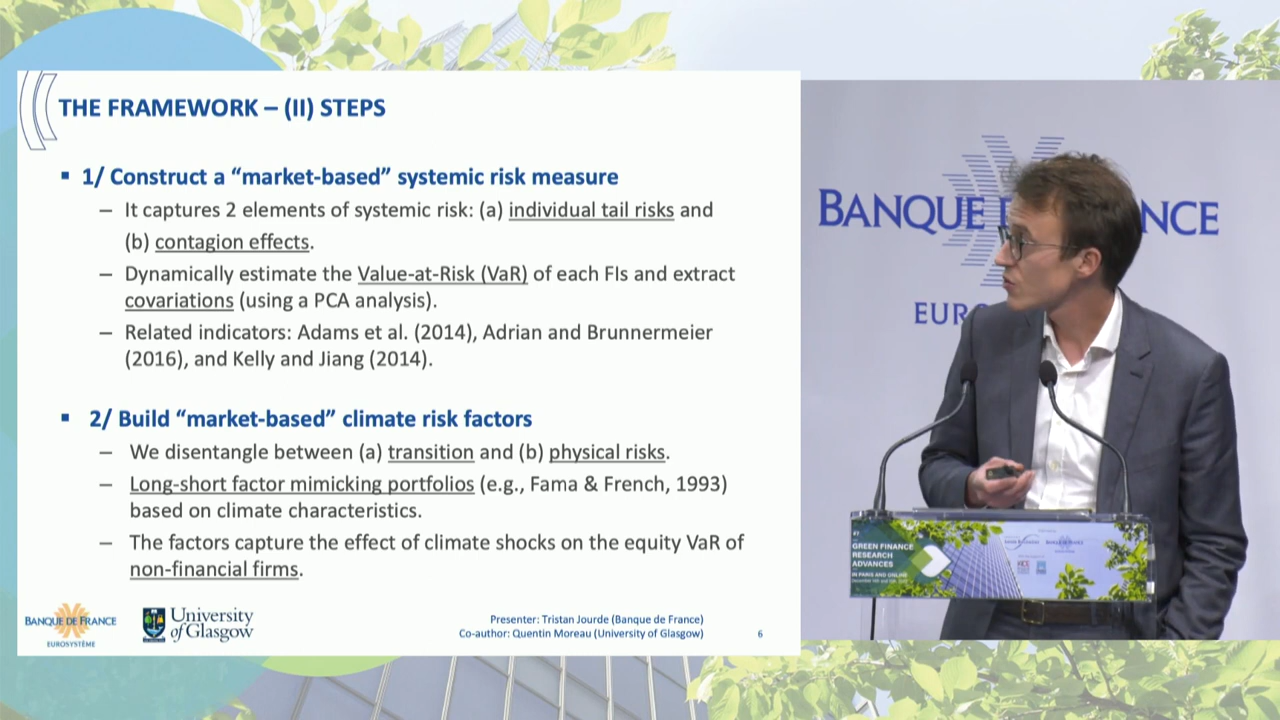 THE FRAMEWORK – (II) STEPS
▪ 1/ Construct a “market-based” systemic risk measure
– It captures 2 elements of systemic risk: (a) individual tail risks and
(b) contagion effects.
– Dynamically estimate the Value-at-Risk (VaR) of each FIs and extract
covariations (using a PCA analysis).
– Related indicators: Adams et al. (2014), Adrian and Brunnermeier
(2016), and Kelly and Jiang (2014).
▪ 2/ Build “market-based” climate risk factors
– We disentangle between (a) transition and (b) physical risks.
– Long-short factor mimicking portfolios (e.g., Fama & French, 1993)
based on climate characteristics.
– The factors capture the effect of climate shocks on the equity VaR of
non-financial firms.
BANQUE DE FRANCE
EUROSYSTÈME
University
of Glasgow
Presenter: Tristan Jourde (Banque de France)
Co-author: Quentin Moreau (University of Glasgow)
6
BANQUE DE NCE
EUR
GREEN FINANCE
RESEARCH
ADVANCES
IN PARIS AND ONLINE